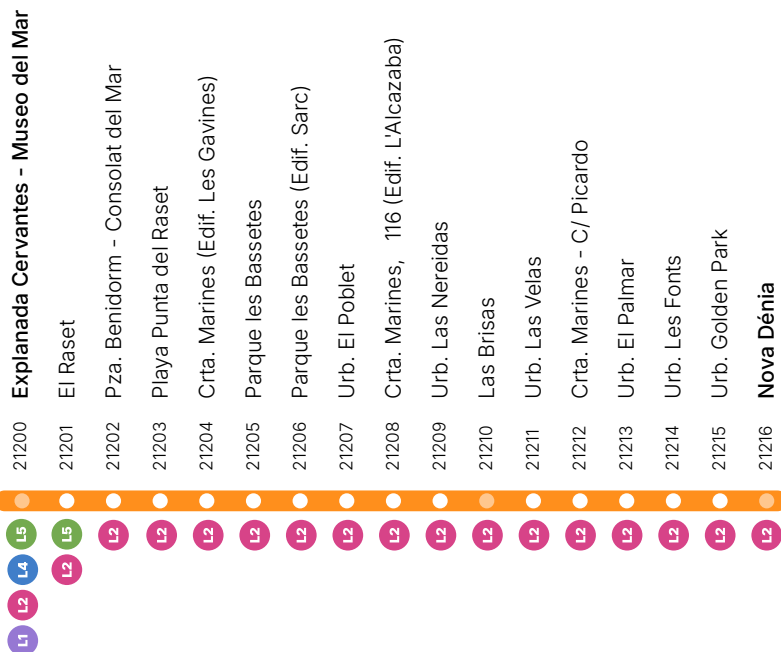 Explanada Cervantes - Museo del Mar
21200
L5
L4
L2
L1
El Raset
21201
L5
L2
Pza. Benidorm - Consolat del Mar
21202
L2
Playa Punta del Raset
21203
L2
Crta. Marines (Edif. Les Gavines)
21204
L2
Parque les Bassetes
21205
L2
Parque les Bassetes (Edif. Sarc)
21206
L2
Urb. El Poblet
21207
L2
Crta. Marines, 116 (Edif. L'Alcazaba)
21208
L2
Urb. Las Nereidas
21209
L2
Las Brisas
21210
L2
Urb. Las Velas
21211
L2
Crta. Marines - C/ Picardo
21212
L2
Urb. El Palmar
21213
L2
Urb. Les Fonts
21214
L2
Urb. Golden Park
21215
L2
Nova Dénia
21216
L2